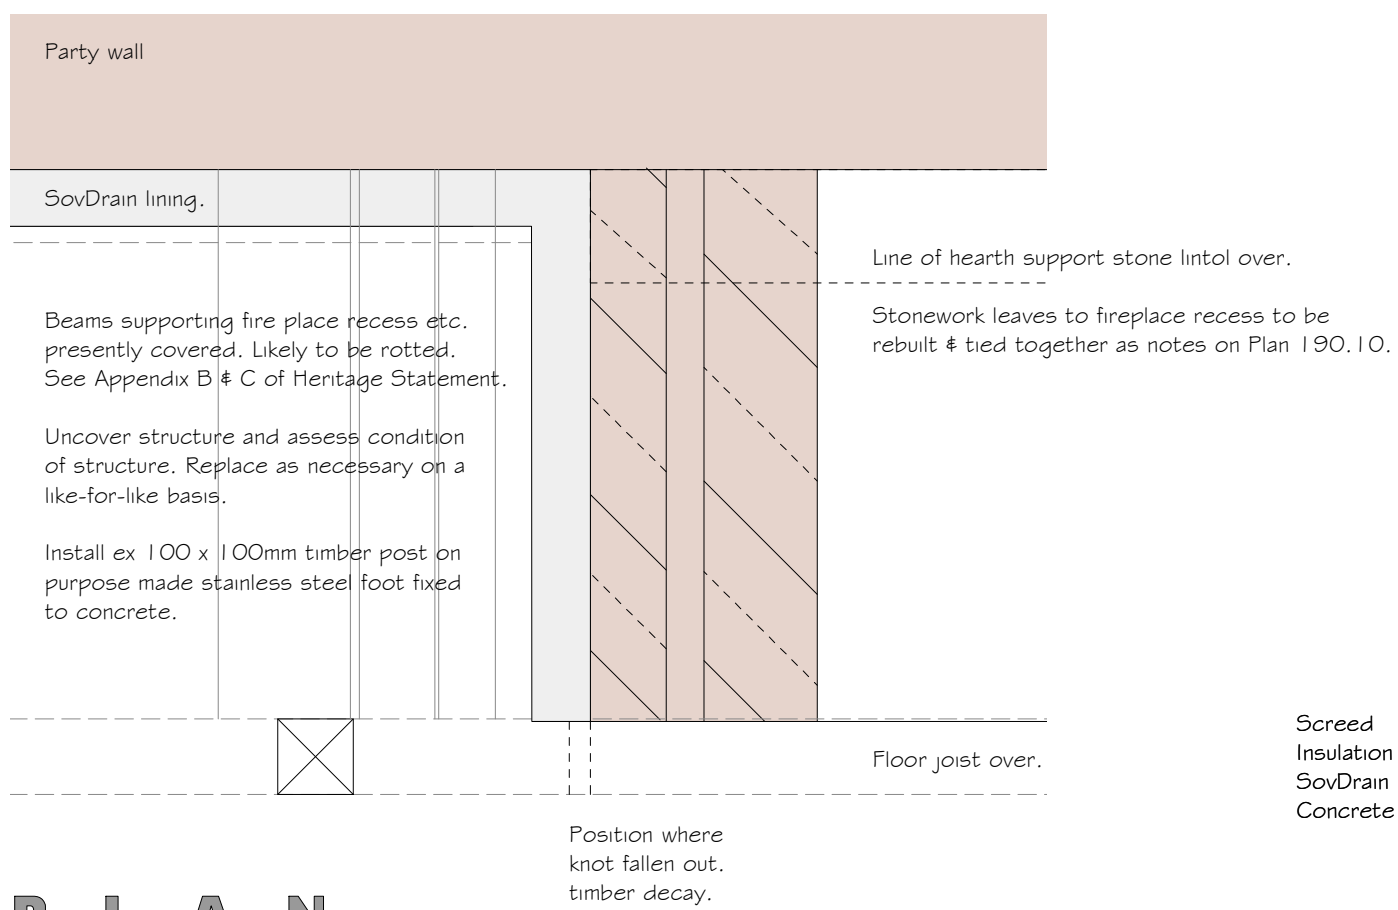 Party wall
SovDrain lining.
Line of hearth support stone lintol over.
Beams supporting fire place recess etc.
presently covered. Likely to be rotted.
See Appendix B & C of Heritage Statement.
Stonework leaves to fireplace recess to be
rebuilt & tied together as notes on Plan 190.10.
Uncover structure and assess condition
of structure. Replace as necessary on a
like-for-like basis.
Install ex 100 x 100mm timber post on
purpose made stainless steel foot fixed
to concrete.
Floor joist over.
Screed
Insulation
SovDrain
Concrete
Position where
knot fallen out.
timber decay.
PLAN